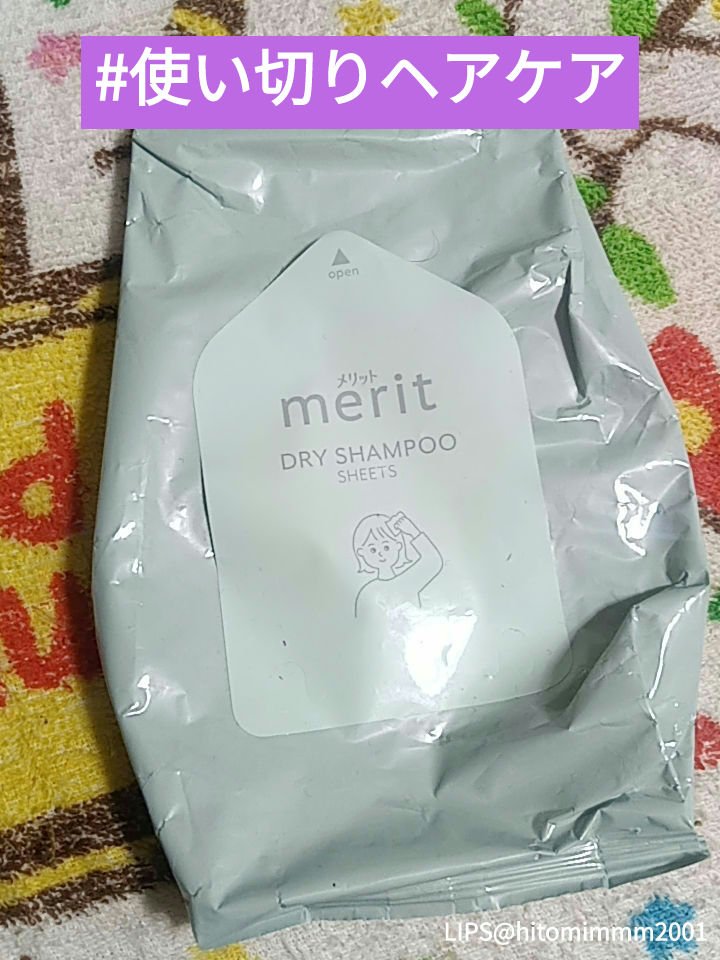 #使い切りヘアケア
open
メリット
merit
DRY SHAMPOO
SHEETS
LIPS@hitomimmm2001